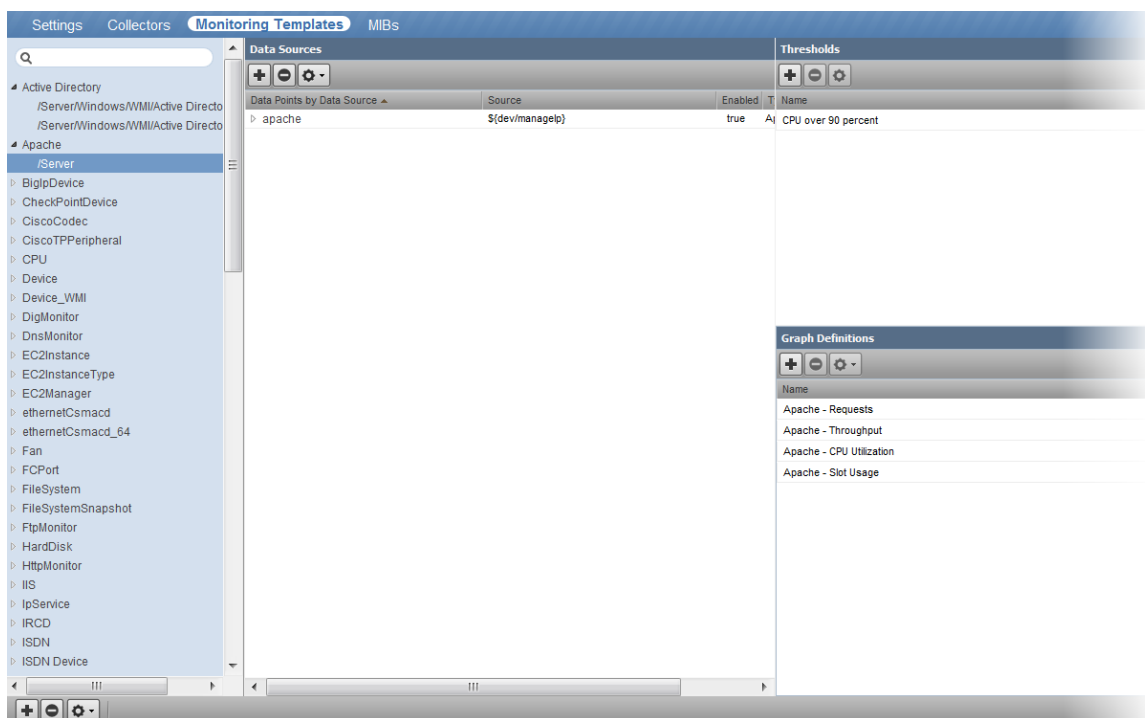 Settings Collectors Monitoring Templates MIBs
Active Directory
/Server/Windows/WMI/Active Directo
/Server/Windows/WMI/Active Directo
Apache
/Server
BigIpDevice
CheckPointDevice
CiscoCodec
CiscoTPPeripheral
CPU
Device
Device_WMI
DigMonitor
DnsMonitor
EC2Instance
EC2InstanceType
EC2Manager
ethernetCsmacd
ethernetCsmacd_64
Fan
FCPort
FileSystem
FileSystemSnapshot
FtpMonitor
HardDisk
HttpMonitor
IIS
IpService
IRCD
ISDN
ISDN Device
Data Sources
Data Points by Data Source Source Enabled T
apache ${dev/manageIp} true Ap
Thresholds
Name
CPU over 90 percent
Graph Definitions
Name
Apache - Requests
Apache - Throughput
Apache - CPU Utilization
Apache - Slot Usage